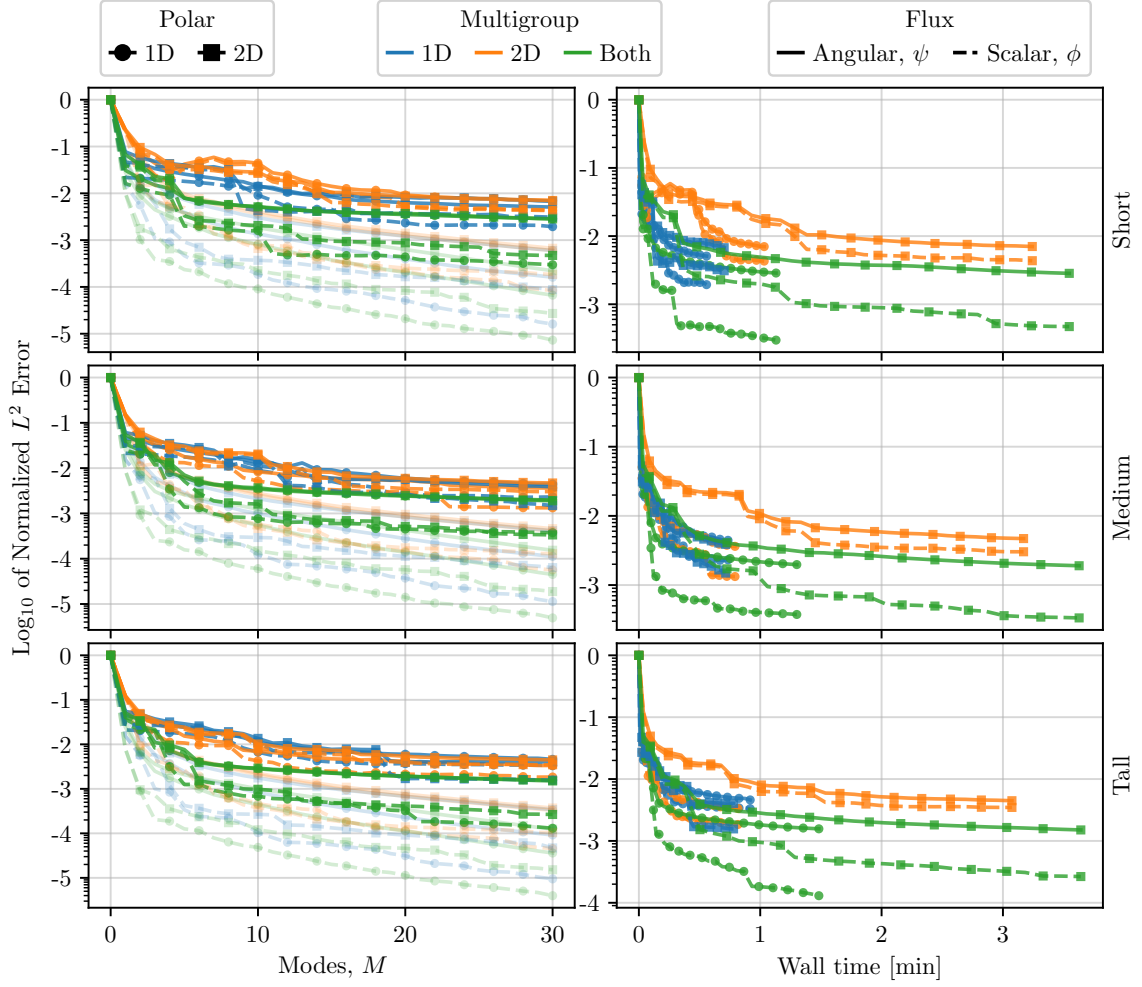 Polar
1D 2D
Multigroup
1D 2D Both
Flux
Angular, ψ Scalar, ϕ
Log10 of Normalized L² Error
0
-1
-2
-3
-4
-5
0
-1
-2
-3
Short
0
-1
-2
-3
-4
-5
0
-1
-2
-3
Medium
0
-1
-2
-3
-4
-5
0 10 20 30
Modes, M
0
-1
-2
-3
-4
0 1 2 3
Wall time [min]
Tall